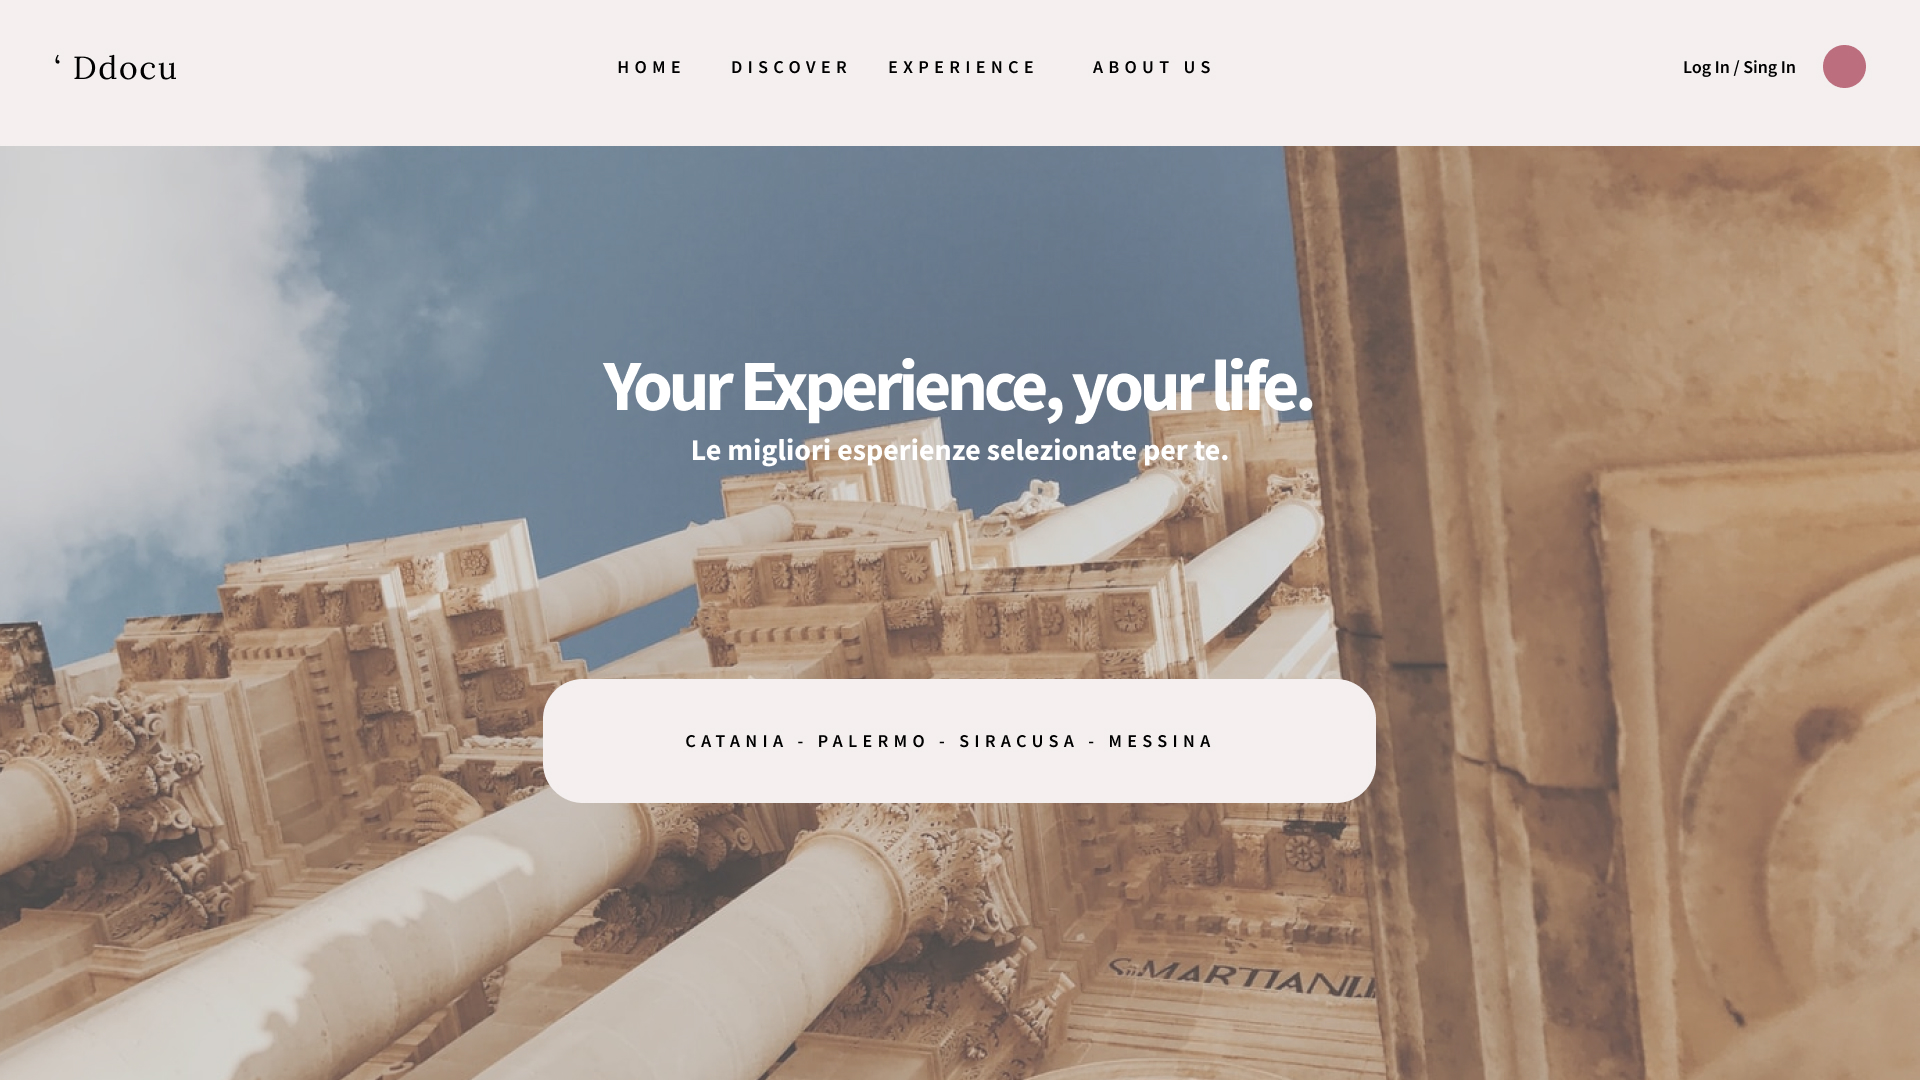 ‘ Ddocu
HOME DISCOVER EXPERIENCE ABOUT US
Log In / Sing In
Your Experience, your life.
Le migliori esperienze selezionate per te.
CATANIA - PALERMO - SIRACUSA - MESSINA
MARTIANI